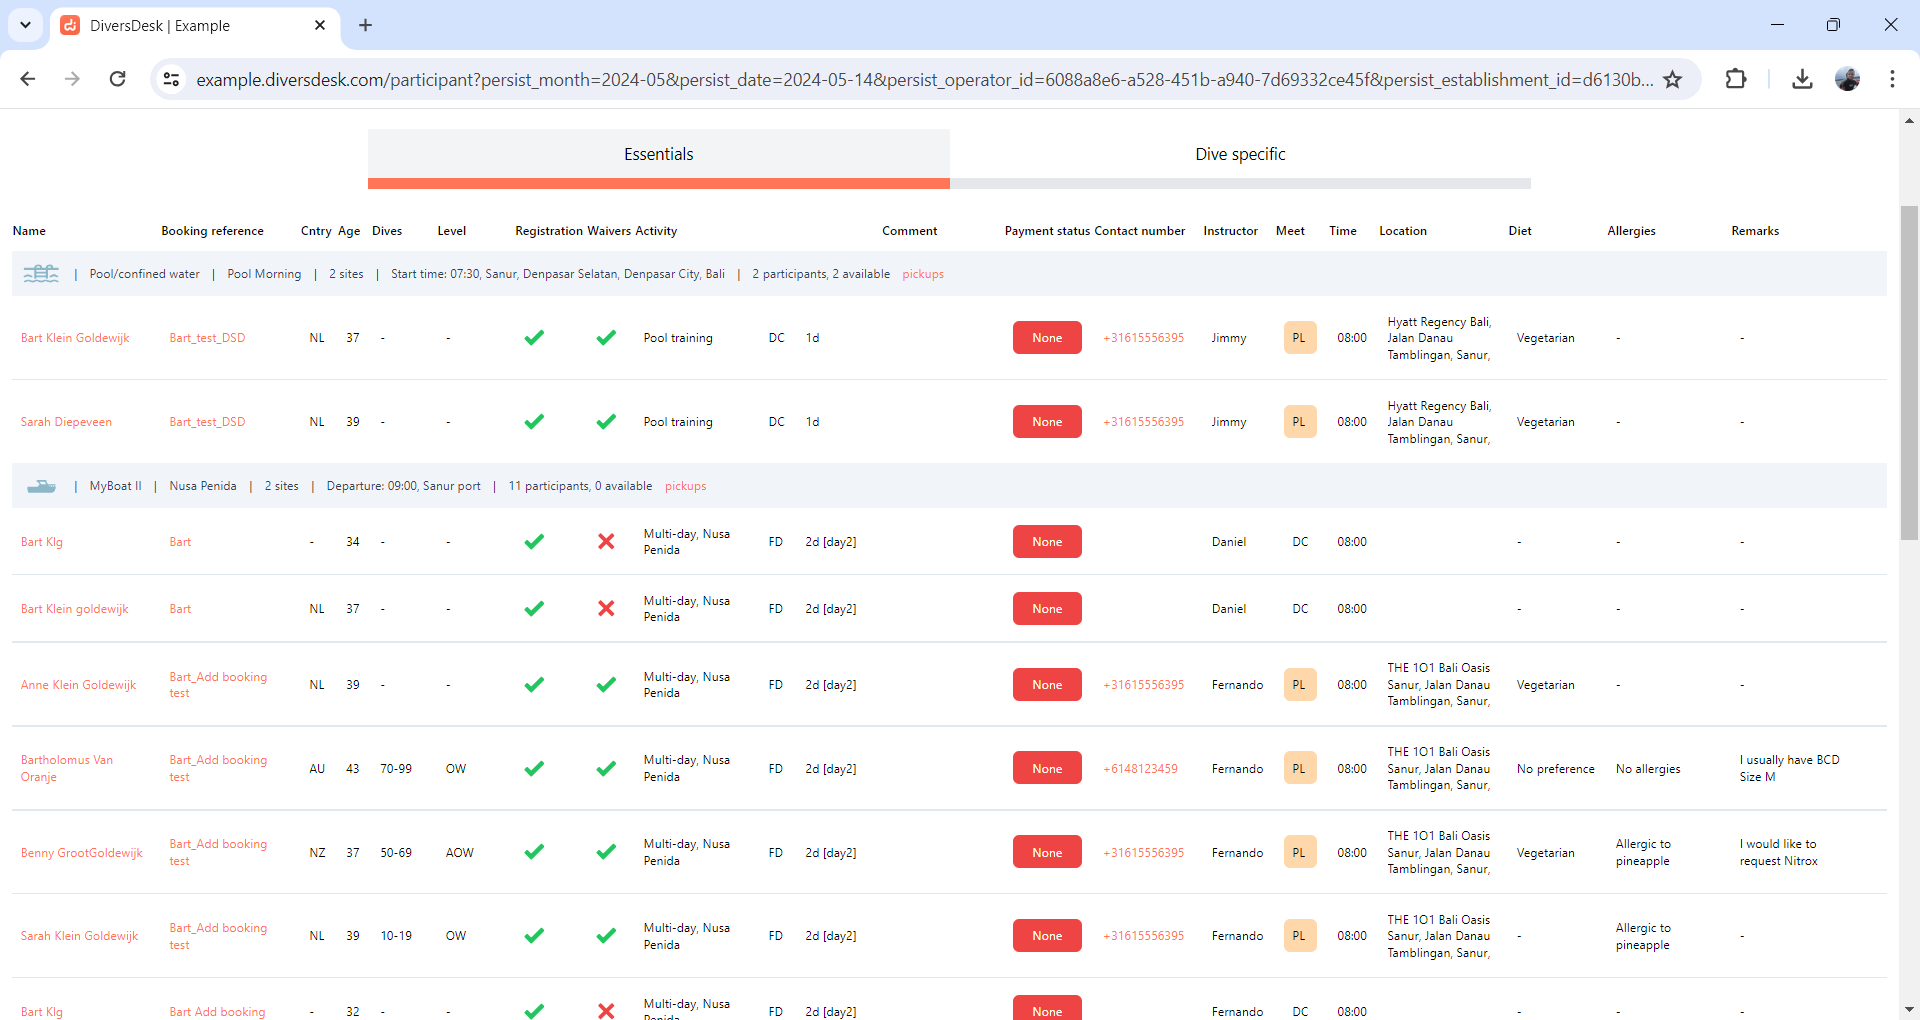 DiversDesk | Example
example.diversdesk.com/participant?persist_month=2024-05&persist_date=2024-05-14&persist_operator_id=6088a8e6-a528-451b-a940-7d69332ce45f&persist_establishment_id=d6130b...
Essentials Dive specific
Name Booking reference Cntry Age Dives Level Registration Waivers Activity Comment Payment status Contact number Instructor Meet Time Location Diet Allergies Remarks
| Pool/confined water | Pool Morning | 2 sites | Start time: 07:30, Sanur, Denpasar Selatan, Denpasar City, Bali | 2 participants, 2 available pickups
Hyatt Regency Bali,
Bart Klein Goldewijk Bart_test_DSD NL 37 - - Pool training DC 1d None +31615556395 Jimmy PL 08:00 Jalan Danau Vegetarian - -
Tamblingan, Sanur,
Hyatt Regency Bali,
Sarah Diepeveen Bart_test_DSD NL 39 - - Pool training DC 1d None +31615556395 Jimmy PL 08:00 Jalan Danau Vegetarian - -
Tamblingan, Sanur,
| MyBoat II | Nusa Penida | 2 sites | Departure: 09:00, Sanur port | 11 participants, 0 available pickups
Multi-day, Nusa
Bart Klg Bart - 34 - - Penida FD 2d [day2] None Daniel DC 08:00 - - -
Multi-day, Nusa
Bart Klein goldewijk Bart NL 37 - - Penida FD 2d [day2] None Daniel DC 08:00 - - -
Bart_Add booking Multi-day, Nusa THE 1O1 Bali Oasis
Anne Klein Goldewijk test NL 39 - - Penida FD 2d [day2] None +31615556395 Fernando PL 08:00 Sanur, Jalan Danau Vegetarian - -
Tamblingan, Sanur,
Bartholomus Van Bart_Add booking Multi-day, Nusa THE 1O1 Bali Oasis I usually have BCD
Oranje test AU 43 70-99 OW Penida FD 2d [day2] None +6148123459 Fernando PL 08:00 Sanur, Jalan Danau No preference No allergies Size M
Tamblingan, Sanur,
Bart_Add booking Multi-day, Nusa THE 1O1 Bali Oasis Allergic to I would like to
Benny GrootGoldewijk test NZ 37 50-69 AOW Penida FD 2d [day2] None +31615556395 Fernando PL 08:00 Sanur, Jalan Danau Vegetarian pineapple request Nitrox
Tamblingan, Sanur,
Bart_Add booking Multi-day, Nusa THE 1O1 Bali Oasis Allergic to
Sarah Klein Goldewijk test NL 39 10-19 OW Penida FD 2d [day2] None +31615556395 Fernando PL 08:00 Sanur, Jalan Danau - pineapple -
Tamblingan, Sanur,
Multi-day, Nusa
Bart Klg Bart Add booking - 32 - - Penida FD 2d [day2] None Fernando DC 08:00 - - -